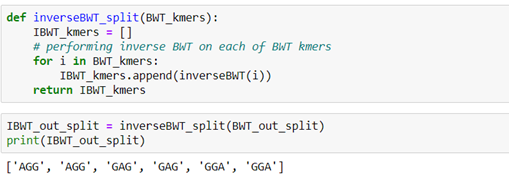 def inverseBWT_split(BWT_kmers):
    IBWT_kmers = []
    # performing inverse BWT on each of BWT kmers
    for i in BWT_kmers:
        IBWT_kmers.append(inverseBWT(i))
    return IBWT_kmers
IBWT_out_split = inverseBWT_split(BWT_out_split)
print(IBWT_out_split)
['AGG', 'AGG', 'GAG', 'GAG', 'GGA', 'GGA']